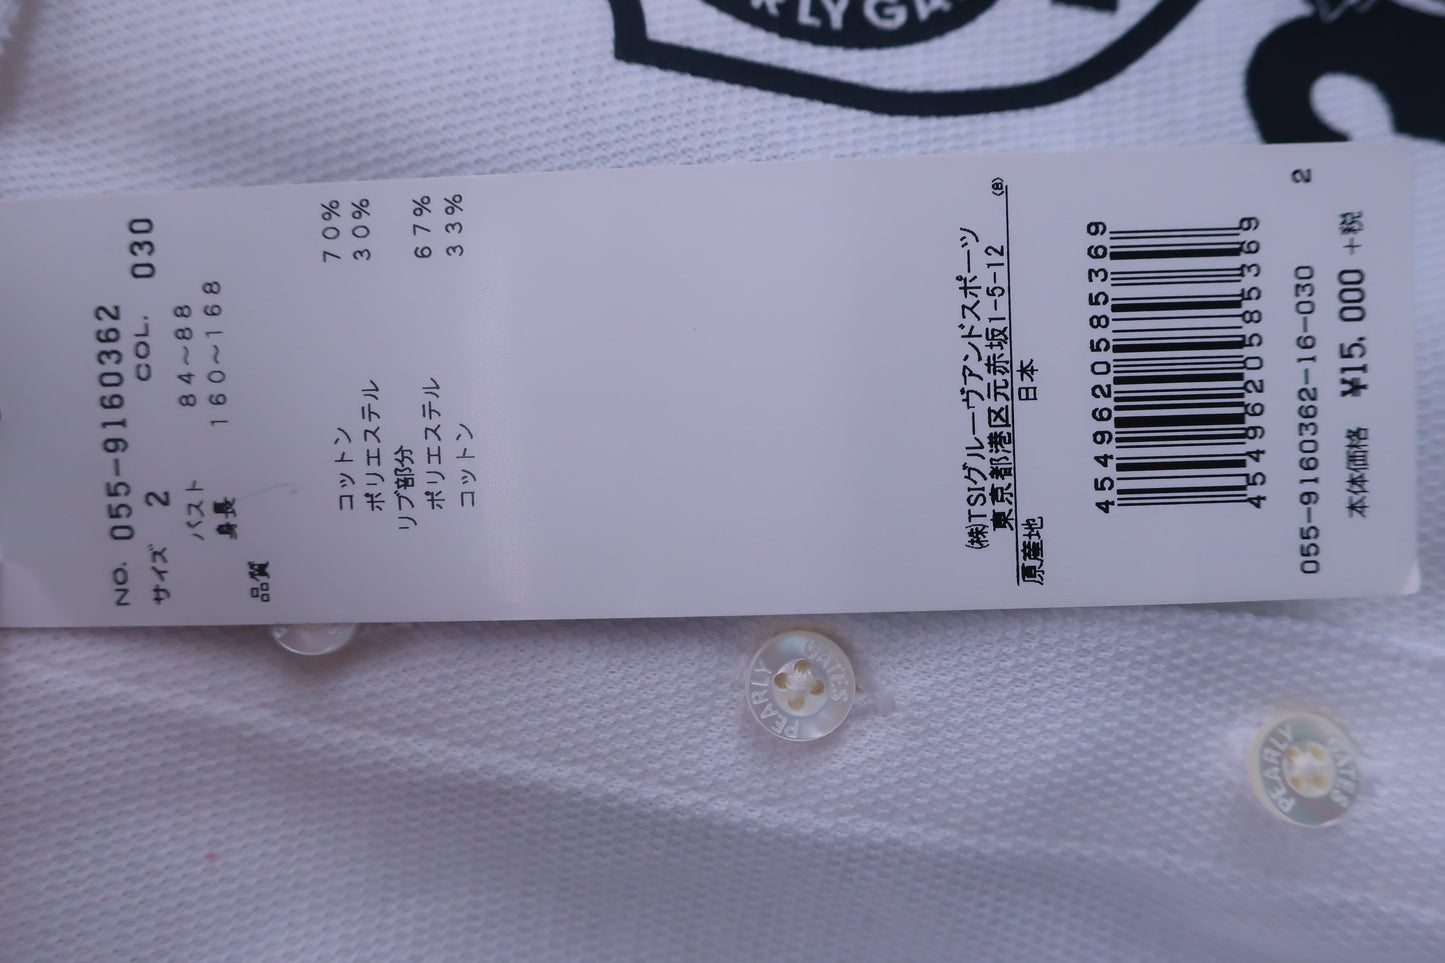 RLY GA
NO. 055-9160362
COL. 030
サイズ 2
バスト 84~88
身長 160~168
品質
コットン 70%
ポリエステル 30%
リブ部分
ポリエステル 67%
コットン 33%
(株)TSIグルーヴアンドスポーツ
東京都港区元赤坂1-5-12 (B)
原産地 日本
4549620585369
4549620585369
055-9160362-16-030 2
本体価格 ¥15,000+税
PEARLY GATES
PEARLY GATES